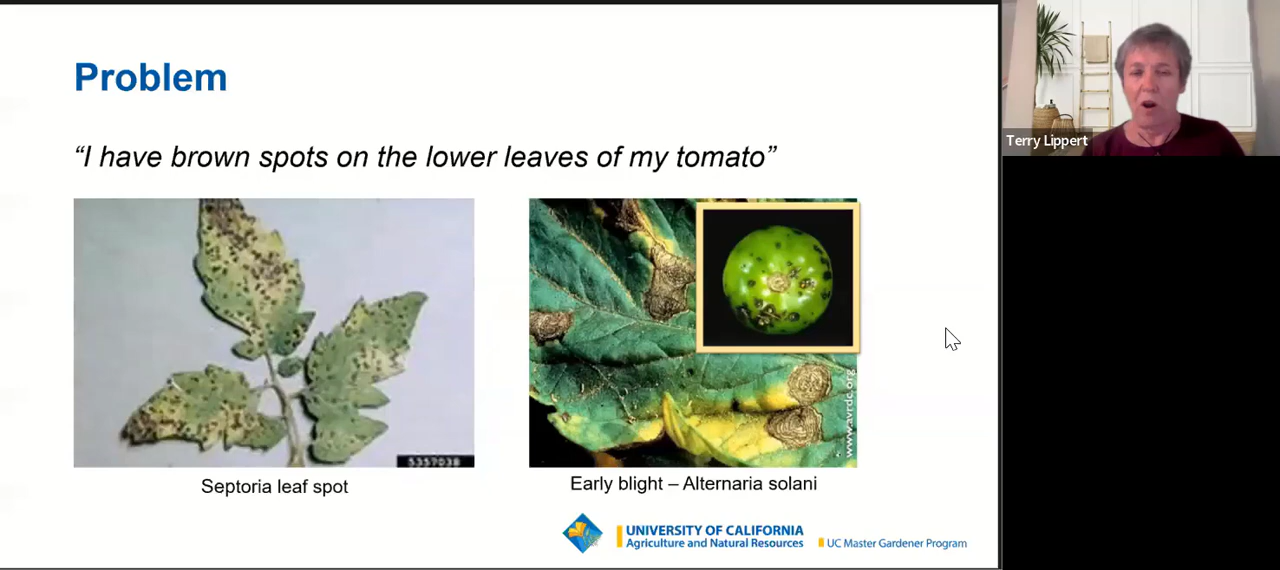 Problem
“I have brown spots on the lower leaves of my tomato”
5357038
www.avrdc.org
Septoria leaf spot
Early blight – Alternaria solani
UNIVERSITY OF CALIFORNIA
Agriculture and Natural Resources
UC Master Gardener Program
Terry Lippert